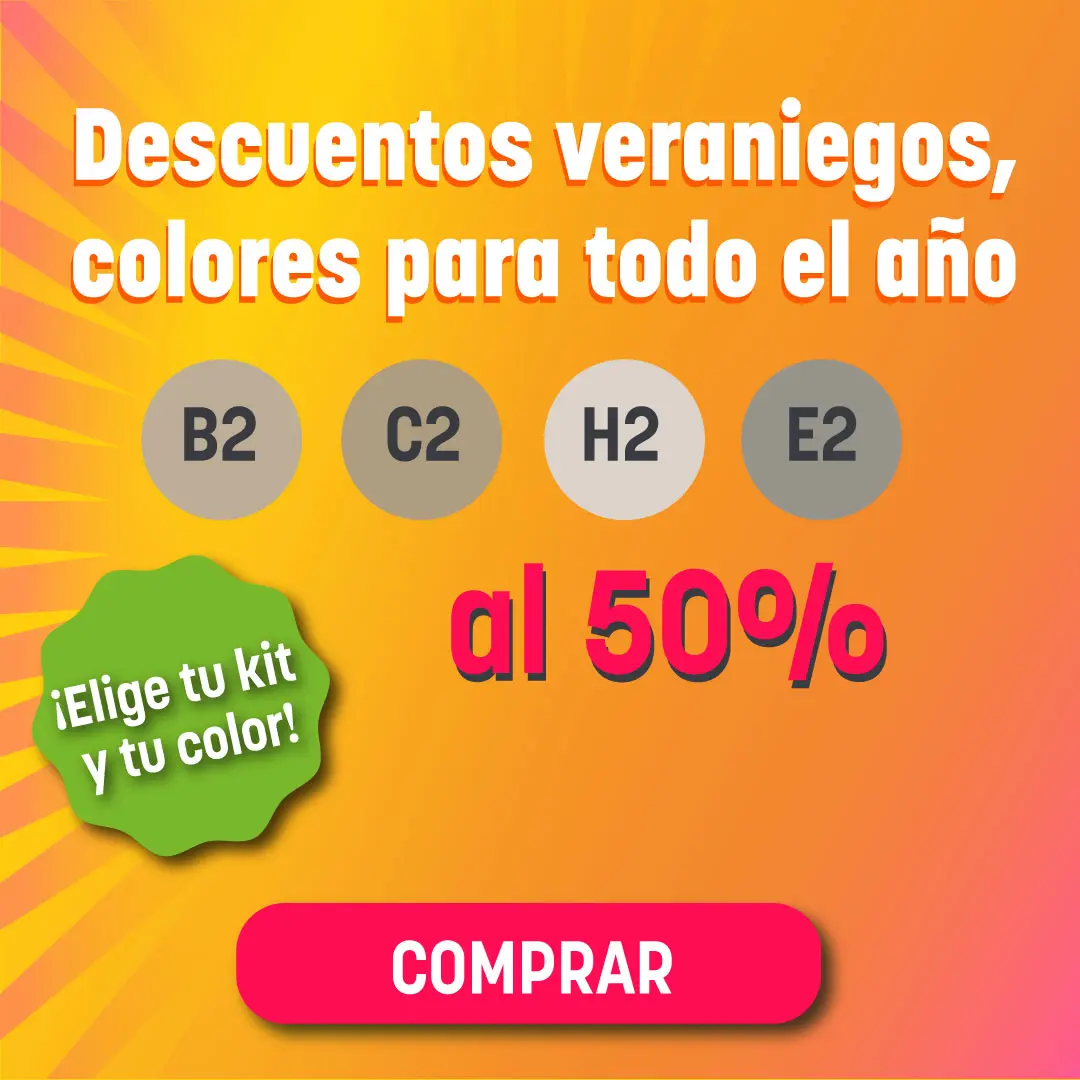 Descuentos veraniegos,
colores para todo el año
B2 C2 H2 E2
al 50%
¡Elige tu kit
y tu color!
COMPRAR